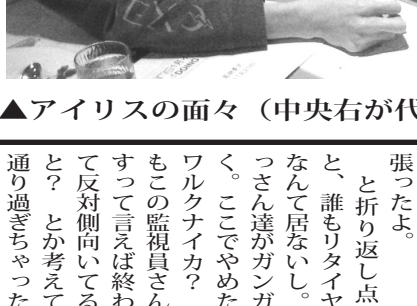 ▲アイリスの面々（中央右が代
張ったよ。
と折り返し点
と、誰もリタイヤ
なんて居ないし。
っさん達がガンガ
く。ここでやめた
ワルクナイカ？
もこの監視員さん
すって言えば終わ
て反対側向いてる
と？　とか考えて
通り過ぎちゃった